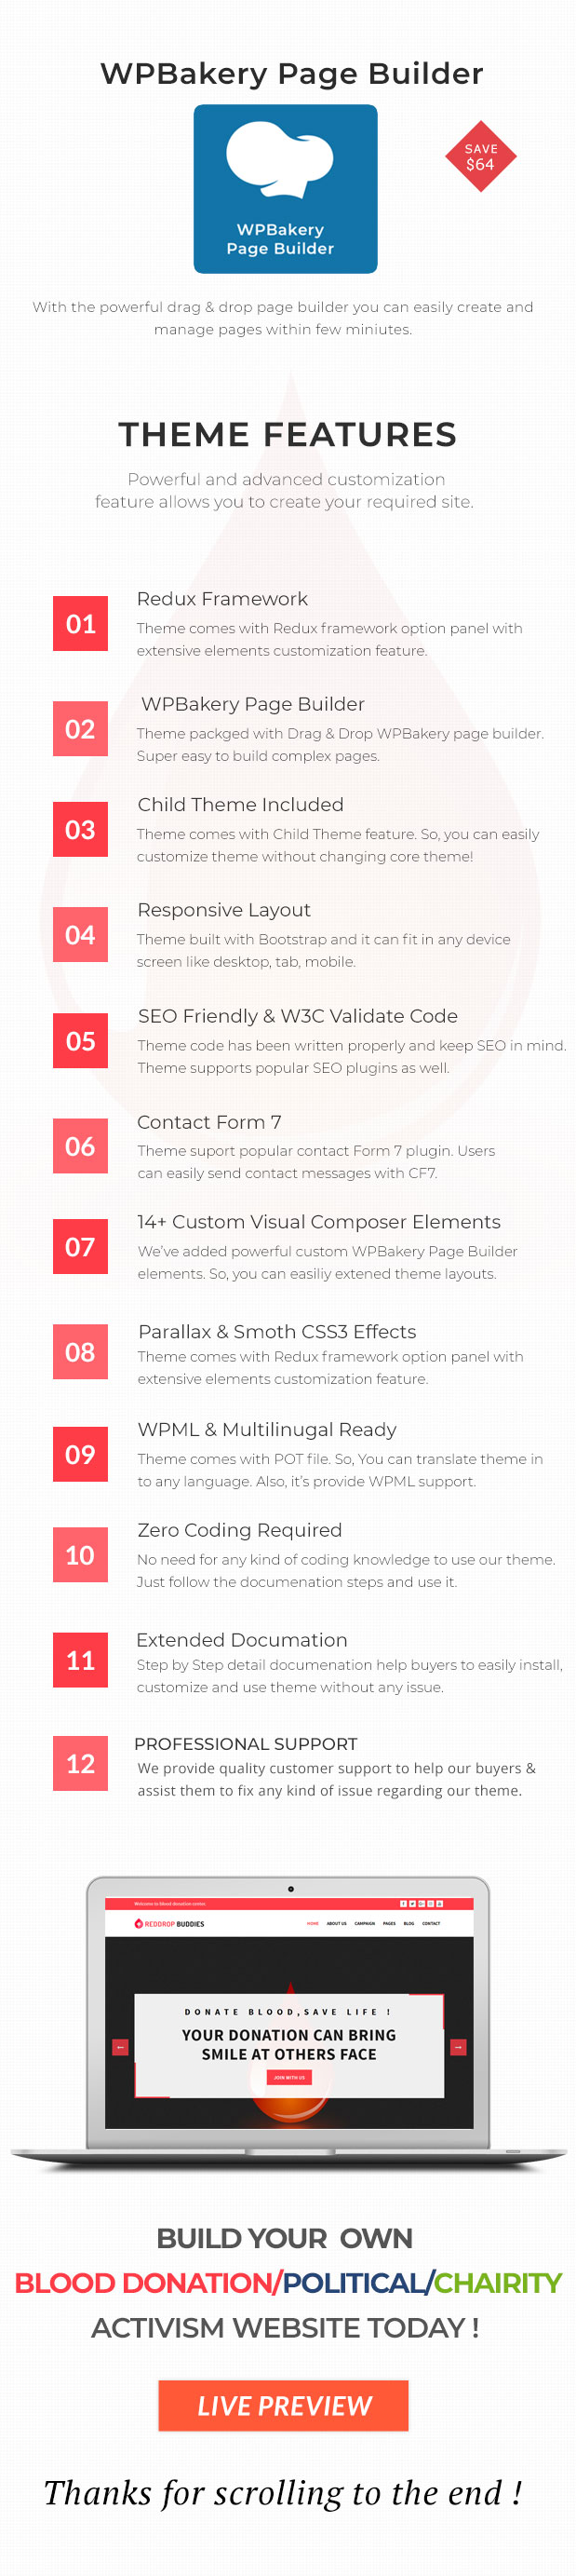 WPBakery Page Builder
SAVE
$64
WPBakery
Page Builder
With the powerful drag & drop page builder you can easily create and
manage pages within few miniutes.
THEME FEATURES
Powerful and advanced customization
feature allows you to create your required site.
01
Redux Framework
Theme comes with Redux framework option panel with
extensive elements customization feature.
02
WPBakery Page Builder
Theme packged with Drag & Drop WPBakery page builder.
Super easy to build complex pages.
03
Child Theme Included
Theme comes with Child Theme feature. So, you can easily
customize theme without changing core theme!
04
Responsive Layout
Theme built with Bootstrap and it can fit in any device
screen like desktop, tab, mobile.
05
SEO Friendly & W3C Validate Code
Theme code has been written properly and keep SEO in mind.
Theme supports popular SEO plugins as well.
06
Contact Form 7
Theme suport popular contact Form 7 plugin. Users
can easily send contact messages with CF7.
07
14+ Custom Visual Composer Elements
We've added powerful custom WPBakery Page Builder
elements. So, you can easiliy extened theme layouts.
08
Parallax & Smoth CSS3 Effects
Theme comes with Redux framework option panel with
extensive elements customization feature.
09
WPML & Multilinugal Ready
Theme comes with POT file. So, You can translate theme in
to any language. Also, it's provide WPML support.
10
Zero Coding Required
No need for any kind of coding knowledge to use our theme.
Just follow the documenation steps and use it.
11
Extended Documation
Step by Step detail documenation help buyers to easily install,
customize and use theme without any issue.
12
PROFESSIONAL SUPPORT
We provide quality customer support to help our buyers &
assist them to fix any kind of issue regarding our theme.
Welcome to blood donation center
REDDROP BUDDIES
HOME ABOUT US CAMPAIGN PAGES BLOG CONTACT
DONATE BLOOD,SAVE LIFE !
YOUR DONATION CAN BRING
SMILE AT OTHERS FACE
JOIN WITH US
BUILD YOUR OWN
BLOOD DONATION/POLITICAL/CHAIRITY
ACTIVISM WEBSITE TODAY !
LIVE PREVIEW
Thanks for scrolling to the end !